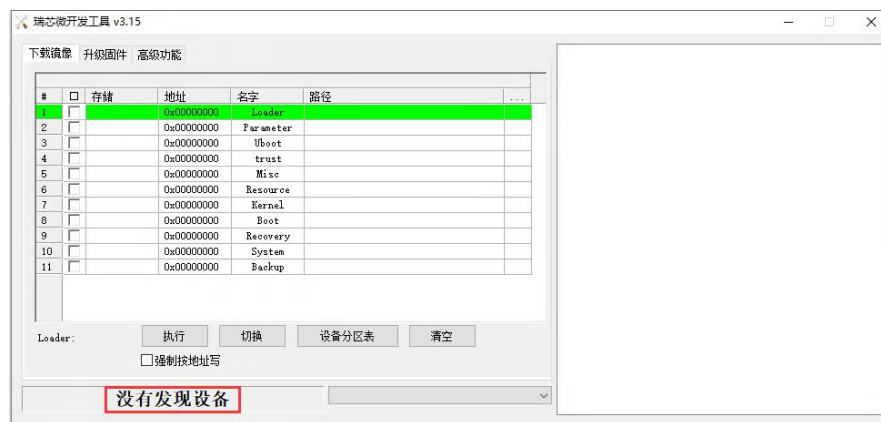 瑞芯微开发工具 v3.15
下载镜像 升级固件 高级功能
# 存储 地址 名字 路径 ...
1 0x00000000 Loader
2 0x00000000 Parameter
3 0x00000000 Uboot
4 0x00000000 trust
5 0x00000000 Misc
6 0x00000000 Resource
7 0x00000000 Kernel
8 0x00000000 Boot
9 0x00000000 Recovery
10 0x00000000 System
11 0x00000000 Backup
Loader: 执行 切换 设备分区表 清空
强制按地址写
没有发现设备